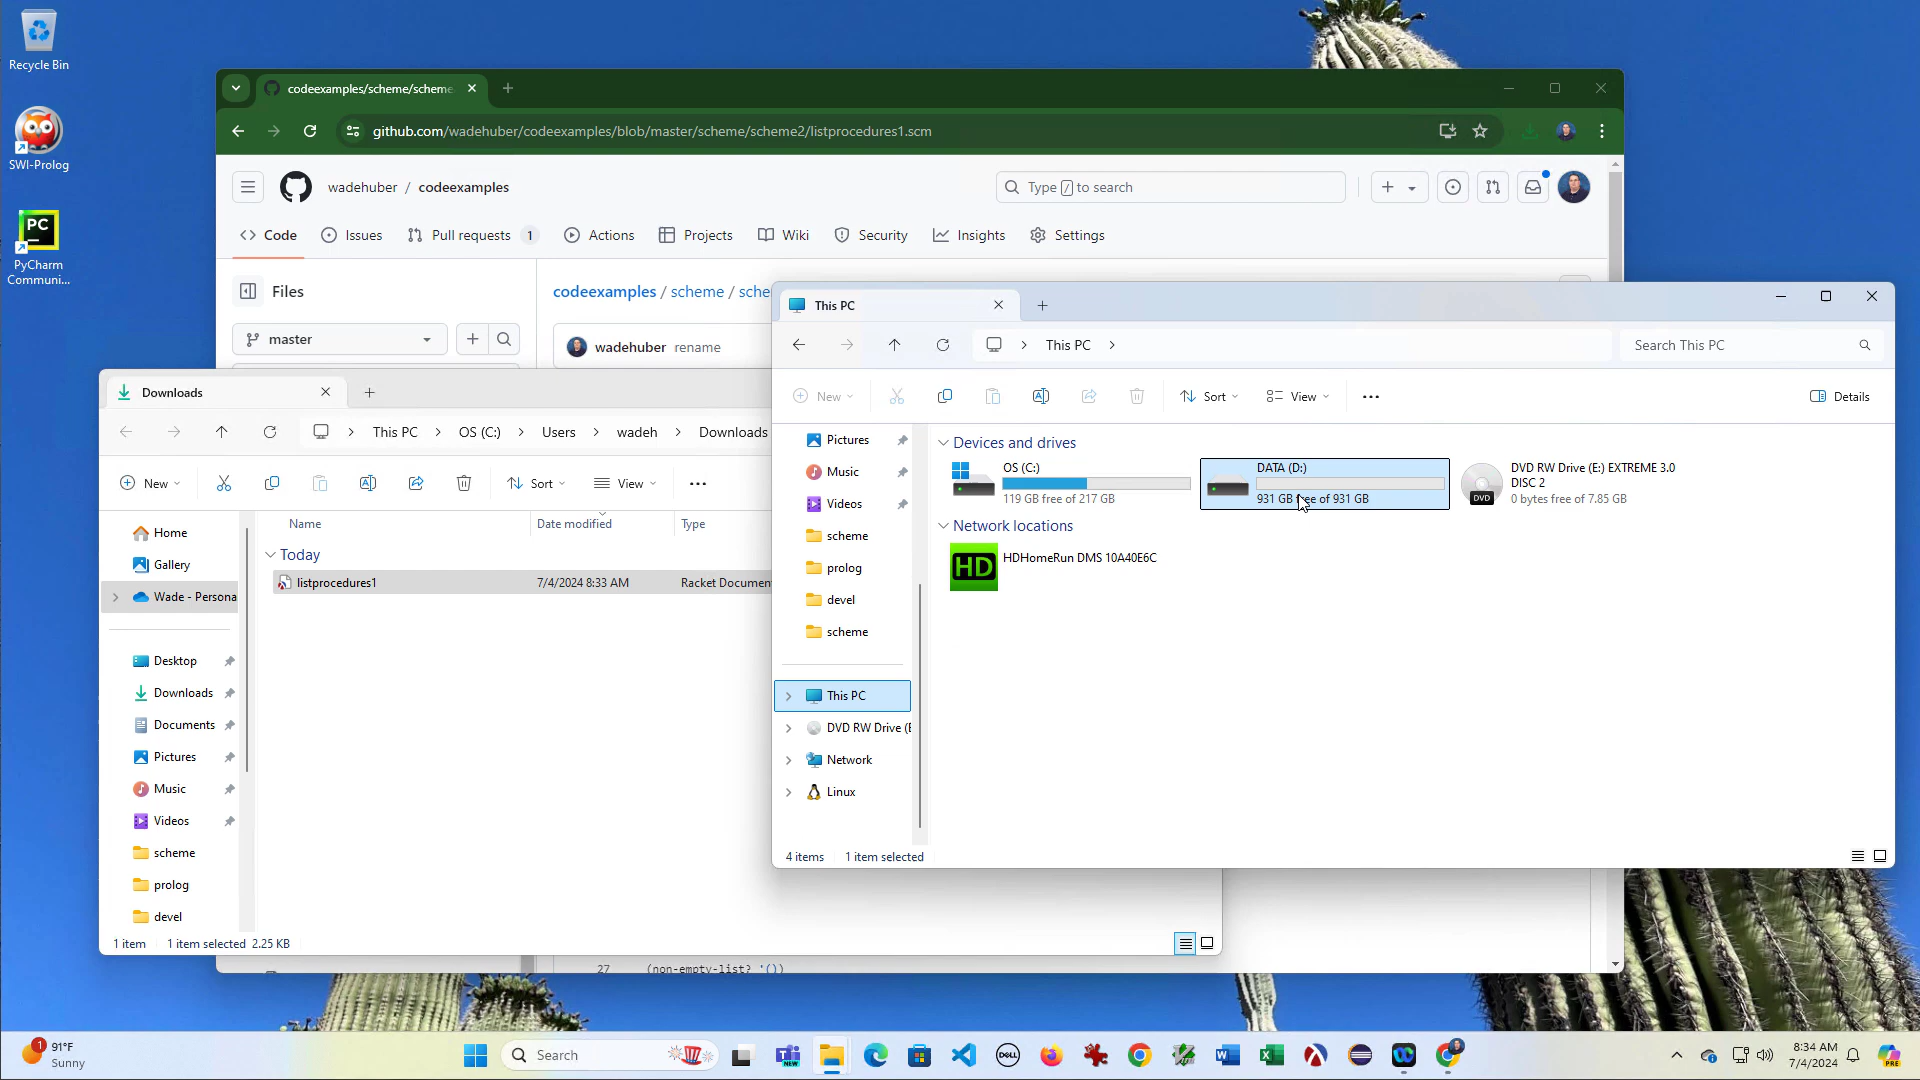 Recycle Bin
SWI-Prolog
PC
PyCharm
Communi...
codeexamples/scheme/scheme
github.com/wadehuber/codeexamples/blob/master/scheme/scheme2/listprocedures1.scm
wadehuber / codeexamples
Type / to search
Code
Issues
Pull requests 1
Actions
Projects
Wiki
Security
Insights
Settings
Files
master
codeexamples / scheme / sche
wadehuber rename
27 (non-empty-list? '())
Downloads
This PC > OS (C:) > Users > wadeh > Downloads
New
Sort
View
Name
Date modified
Type
Today
listprocedures1
7/4/2024 8:33 AM
Racket Documen
Home
Gallery
Wade - Persona
Desktop
Downloads
Documents
Pictures
Music
Videos
scheme
prolog
devel
1 item
1 item selected 2.25 KB
This PC
This PC >
Search This PC
New
Sort
View
Details
Pictures
Music
Videos
scheme
prolog
devel
scheme
This PC
DVD RW Drive (E
Network
Linux
Devices and drives
OS (C:)
119 GB free of 217 GB
DATA (D:)
931 GB free of 931 GB
DVD
DVD RW Drive (E:) EXTREME 3.0
DISC 2
0 bytes free of 7.85 GB
Network locations
HD
HDHomeRun DMS 10A40E6C
4 items
1 item selected
1
91°F
Sunny
Search
NEW
DELL
8:34 AM
7/4/2024
PRE